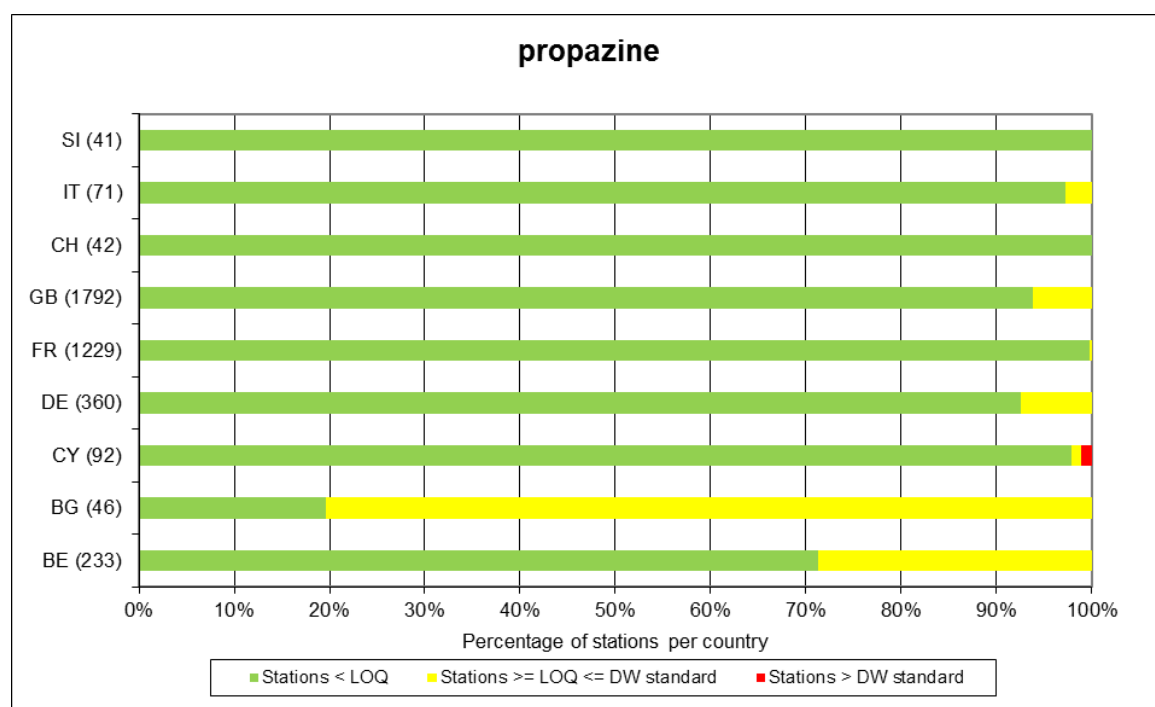 propazine
SI (41)
IT (71)
CH (42)
GB (1792)
FR (1229)
DE (360)
CY (92)
BG (46)
BE (233)
0% 10% 20% 30% 40% 50% 60% 70% 80% 90% 100%
Percentage of stations per country
Stations < LOQ Stations >= LOQ <= DW standard Stations > DW standard